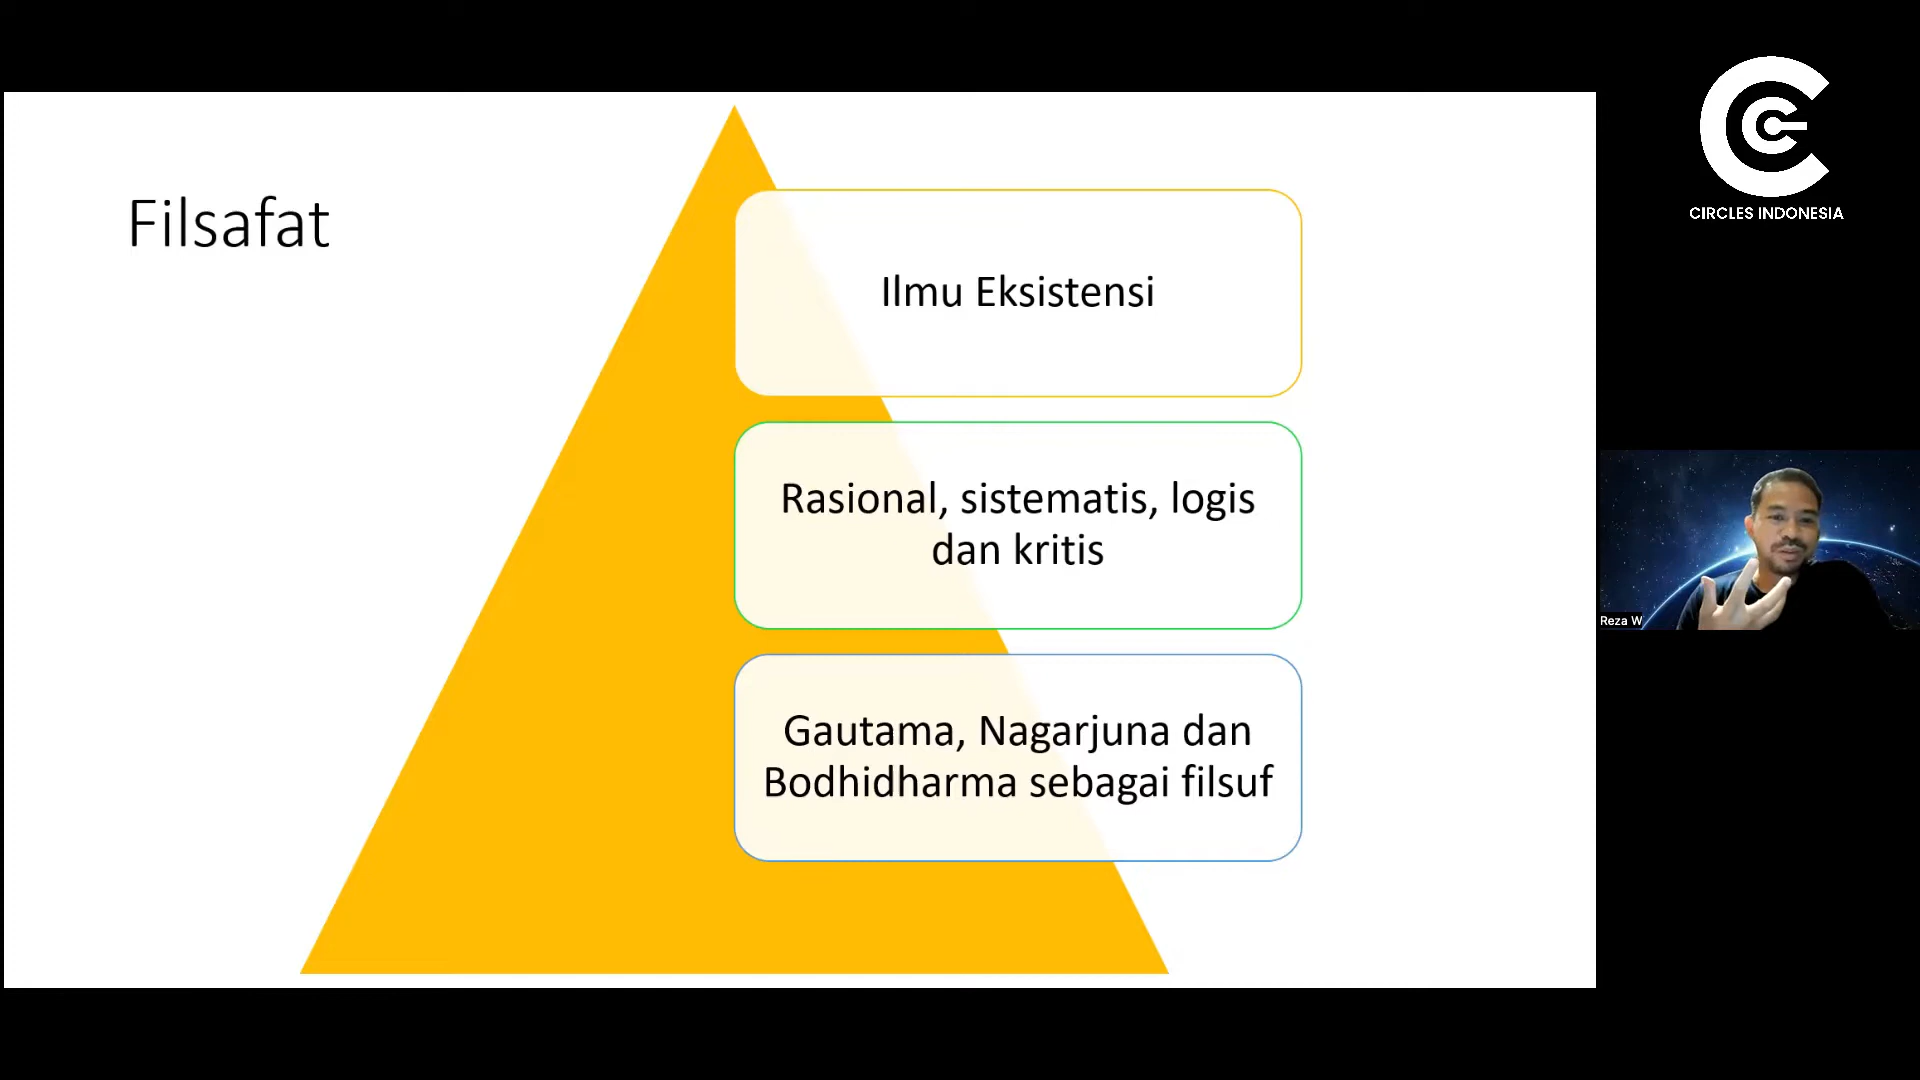 Filsafat
Ilmu Eksistensi
Rasional, sistematis, logis
dan kritis
Gautama, Nagarjuna dan
Bodhidharma sebagai filsuf
CIRCLES INDONESIA
Reza W